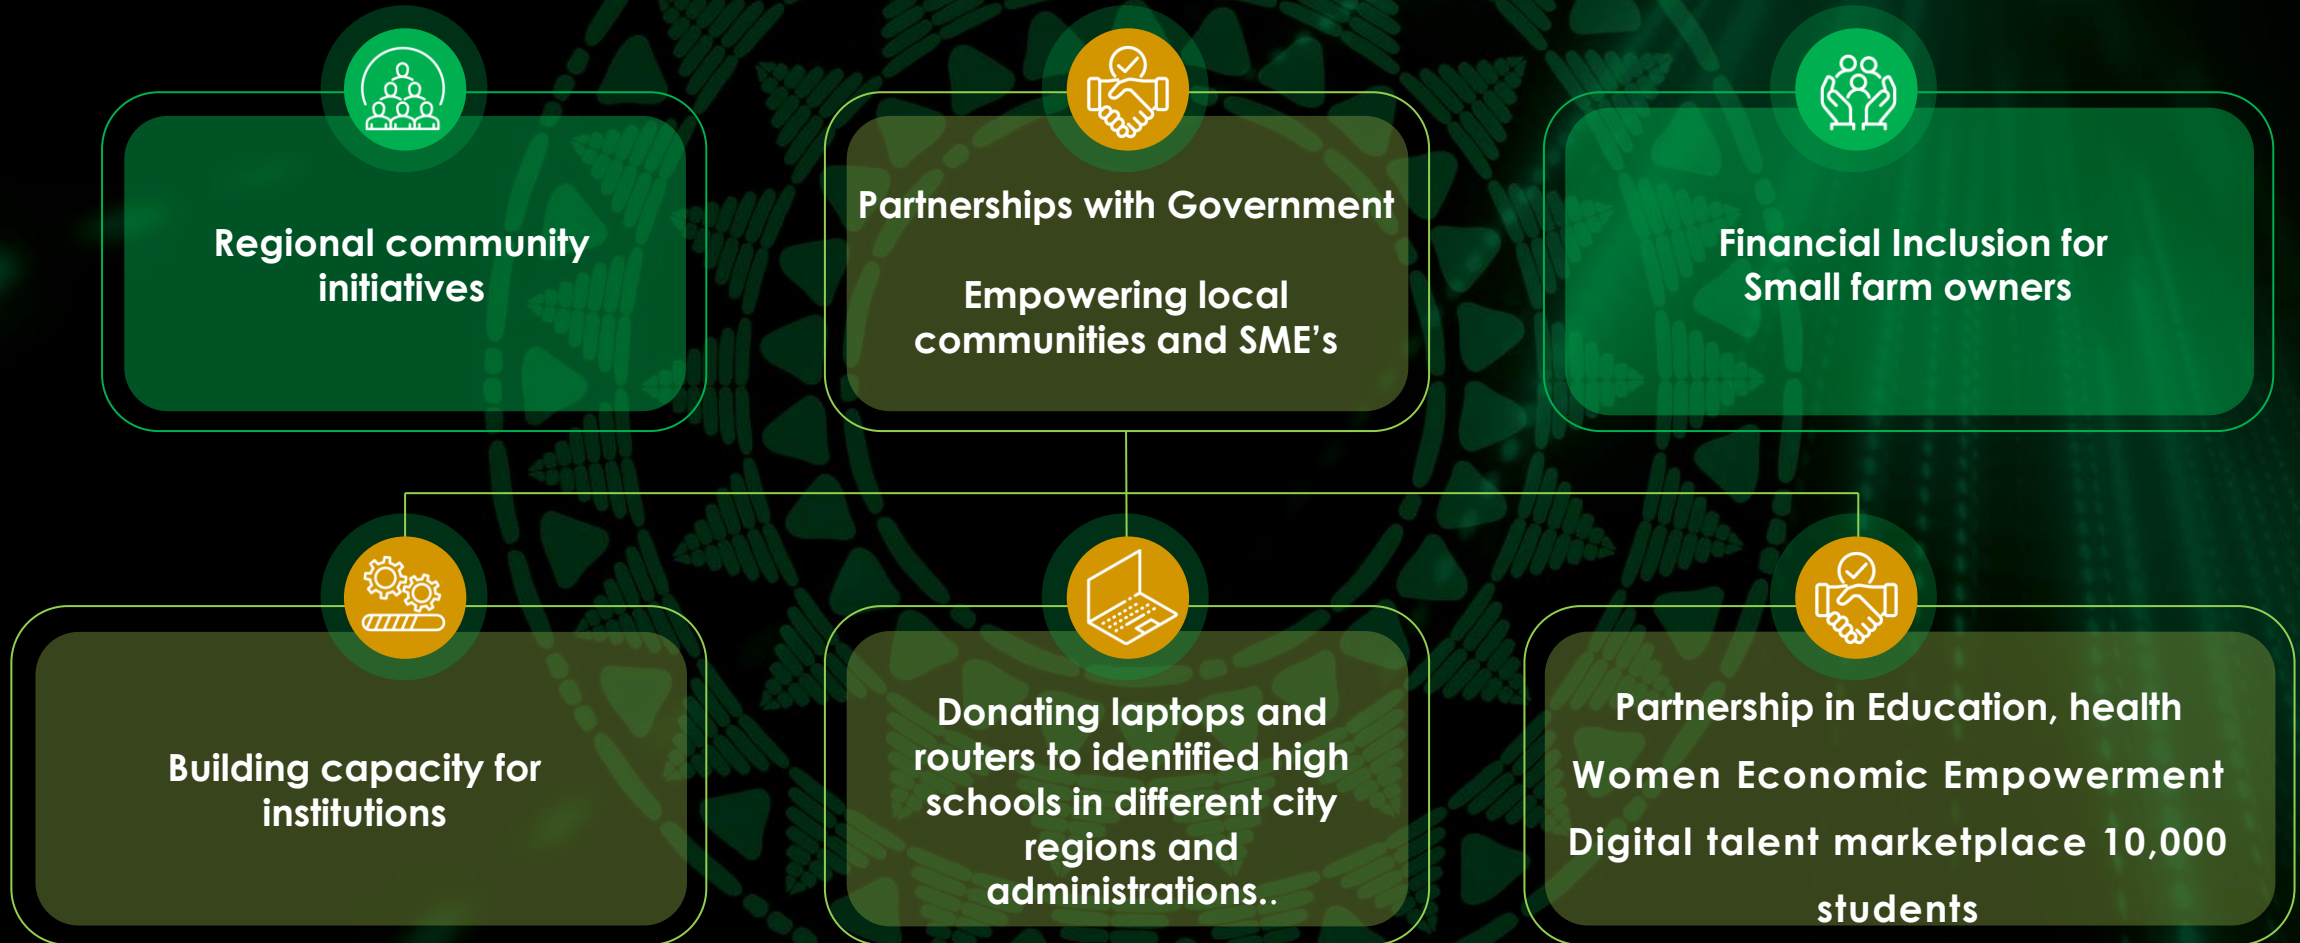 Regional community
initiatives
Partnerships with Government
Empowering local
communities and SME’s
Financial Inclusion for
Small farm owners
Building capacity for
institutions
Donating laptops and
routers to identified high
schools in different city
regions and
administrations..
Partnership in Education, health
Women Economic Empowerment
Digital talent marketplace 10,000
students